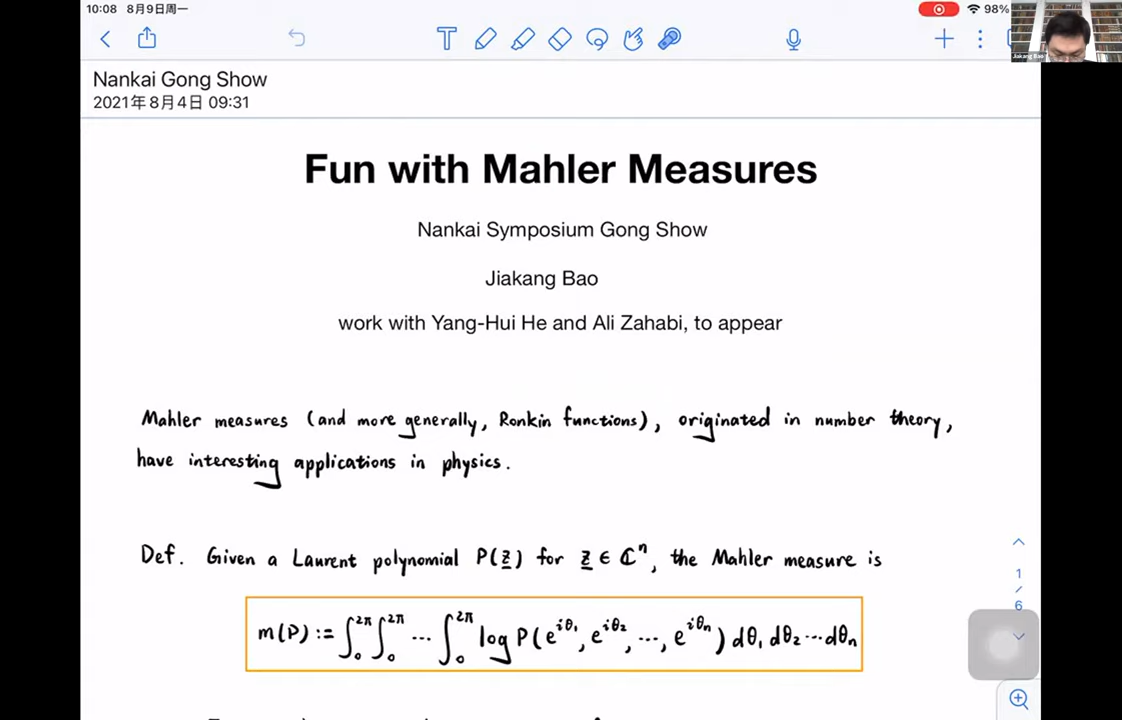 10:08 8月9日周一
98%
Jiakang Bao
Nankai Gong Show
2021年8月4日 09:31
Fun with Mahler Measures
Nankai Symposium Gong Show
Jiakang Bao
work with Yang-Hui He and Ali Zahabi, to appear
Mahler measures (and more generally, Ronkin functions), originated in number theory,
have interesting applications in physics.
Def. Given a Laurent polynomial P(z̲) for z̲ ∈ ℂⁿ, the Mahler measure is
m(P) := ∫₀^{2π} ∫₀^{2π} ⋯ ∫₀^{2π} log P(e^{iθ₁}, e^{iθ₂}, ⋯, e^{iθₙ}) dθ₁ dθ₂ ⋯ dθₙ
1
/
6